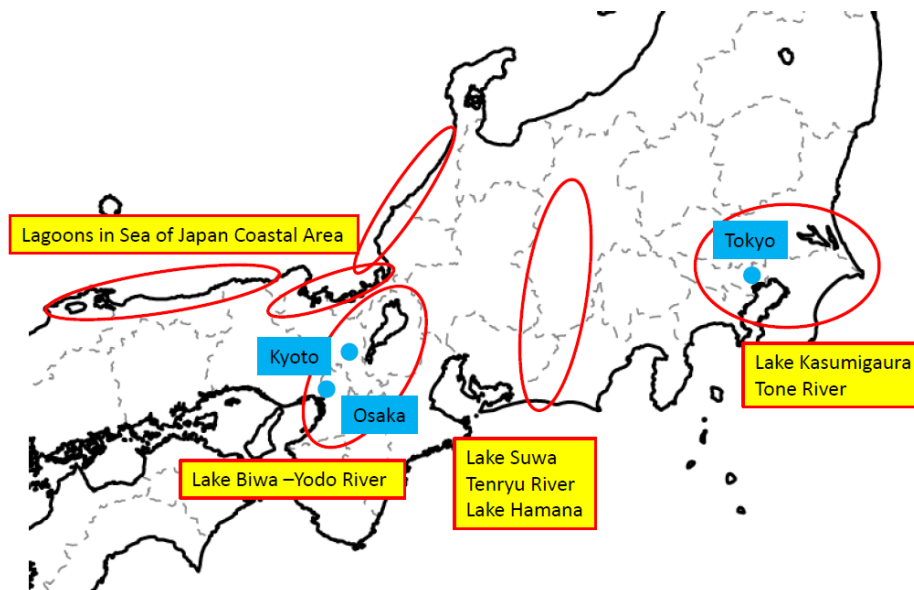 Lagoons in Sea of Japan Coastal Area
Tokyo
Kyoto
Osaka
Lake Kasumigaura
Tone River
Lake Biwa –Yodo River
Lake Suwa
Tenryu River
Lake Hamana